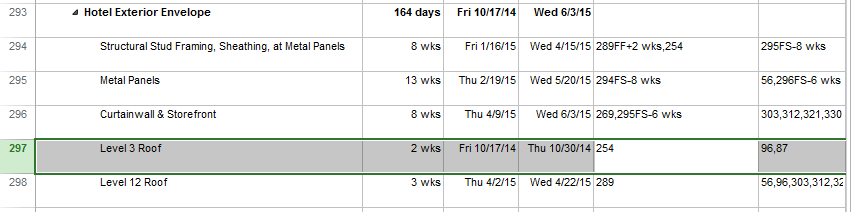 293 Hotel Exterior Envelope 164 days Fri 10/17/14 Wed 6/3/15
294 Structural Stud Framing, Sheathing, at Metal Panels 8 wks Fri 1/16/15 Wed 4/15/15 289FF+2 wks,254 295FS-8 wks
295 Metal Panels 13 wks Thu 2/19/15 Wed 5/20/15 294FS-8 wks 56,296FS-6 wks
296 Curtainwall & Storefront 8 wks Thu 4/9/15 Wed 6/3/15 269,295FS-6 wks 303,312,321,330
297 Level 3 Roof 2 wks Fri 10/17/14 Thu 10/30/14 254 96,87
298 Level 12 Roof 3 wks Thu 4/2/15 Wed 4/22/15 289 56,96,303,312,32